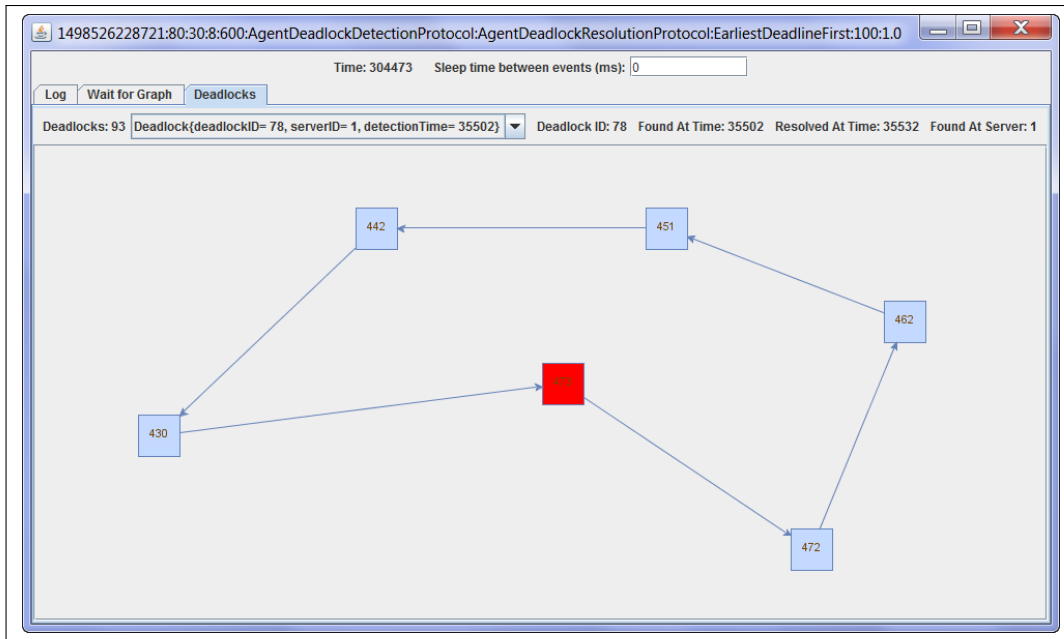 1498526228721:80:30:8:600:AgentDeadlockDetectionProtocol:AgentDeadlockResolutionProtocol:EarliestDeadlineFirst:100:1.0
Time: 304473 Sleep time between events (ms): 0
Log Wait for Graph Deadlocks
Deadlocks: 93 Deadlock{deadlockID= 78, serverID= 1, detectionTime= 35502} Deadlock ID: 78 Found At Time: 35502 Resolved At Time: 35532 Found At Server: 1
442 451
462
430
472